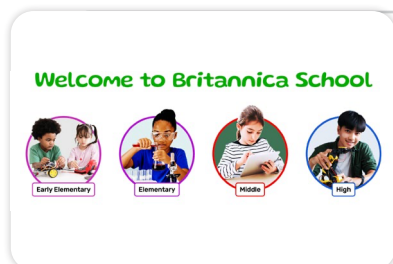 Welcome to Britannica School
Early Elementary
Elementary
Middle
High